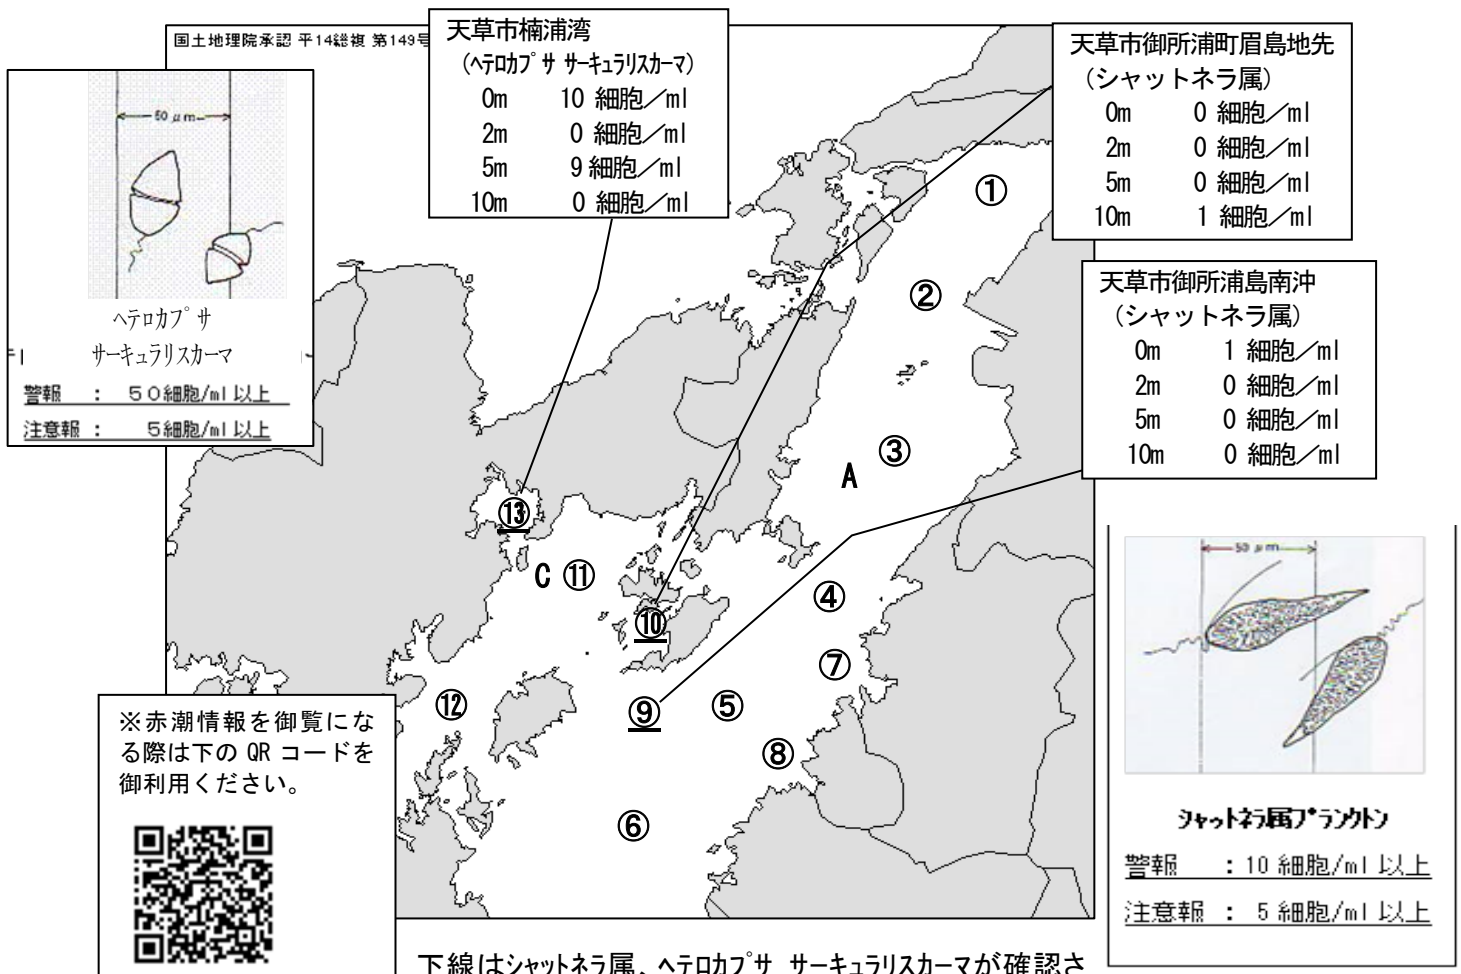 国土地理院承認 平14総複 第149号
天草市楠浦湾
(ヘテロカプサ サーキュラリスカーマ)
0m 10 細胞／ml
2m 0 細胞／ml
5m 9 細胞／ml
10m 0 細胞／ml
天草市御所浦町眉島地先
(シャットネラ属)
0m 0 細胞／ml
2m 0 細胞／ml
5m 0 細胞／ml
10m 1 細胞／ml
天草市御所浦島南沖
(シャットネラ属)
0m 1 細胞／ml
2m 0 細胞／ml
5m 0 細胞／ml
10m 0 細胞／ml
50 μm
ヘテロカプサ
サーキュラリスカーマ
警報 ： ５０細胞/ml以上
注意報 ： ５細胞/ml以上
①
②
③
A
⑬
C ⑪
④
⑩
⑦
⑫
⑨
⑤
⑧
⑥
50 μm
シャットネラ属プランクトン
警報 ：10 細胞/ml 以上
注意報 ： 5 細胞/ml 以上
※赤潮情報を御覧にな
る際は下の QR コードを
御利用ください。
下線はシャットネラ属、ヘテロカプサ サーキュラリスカーマが確認さ